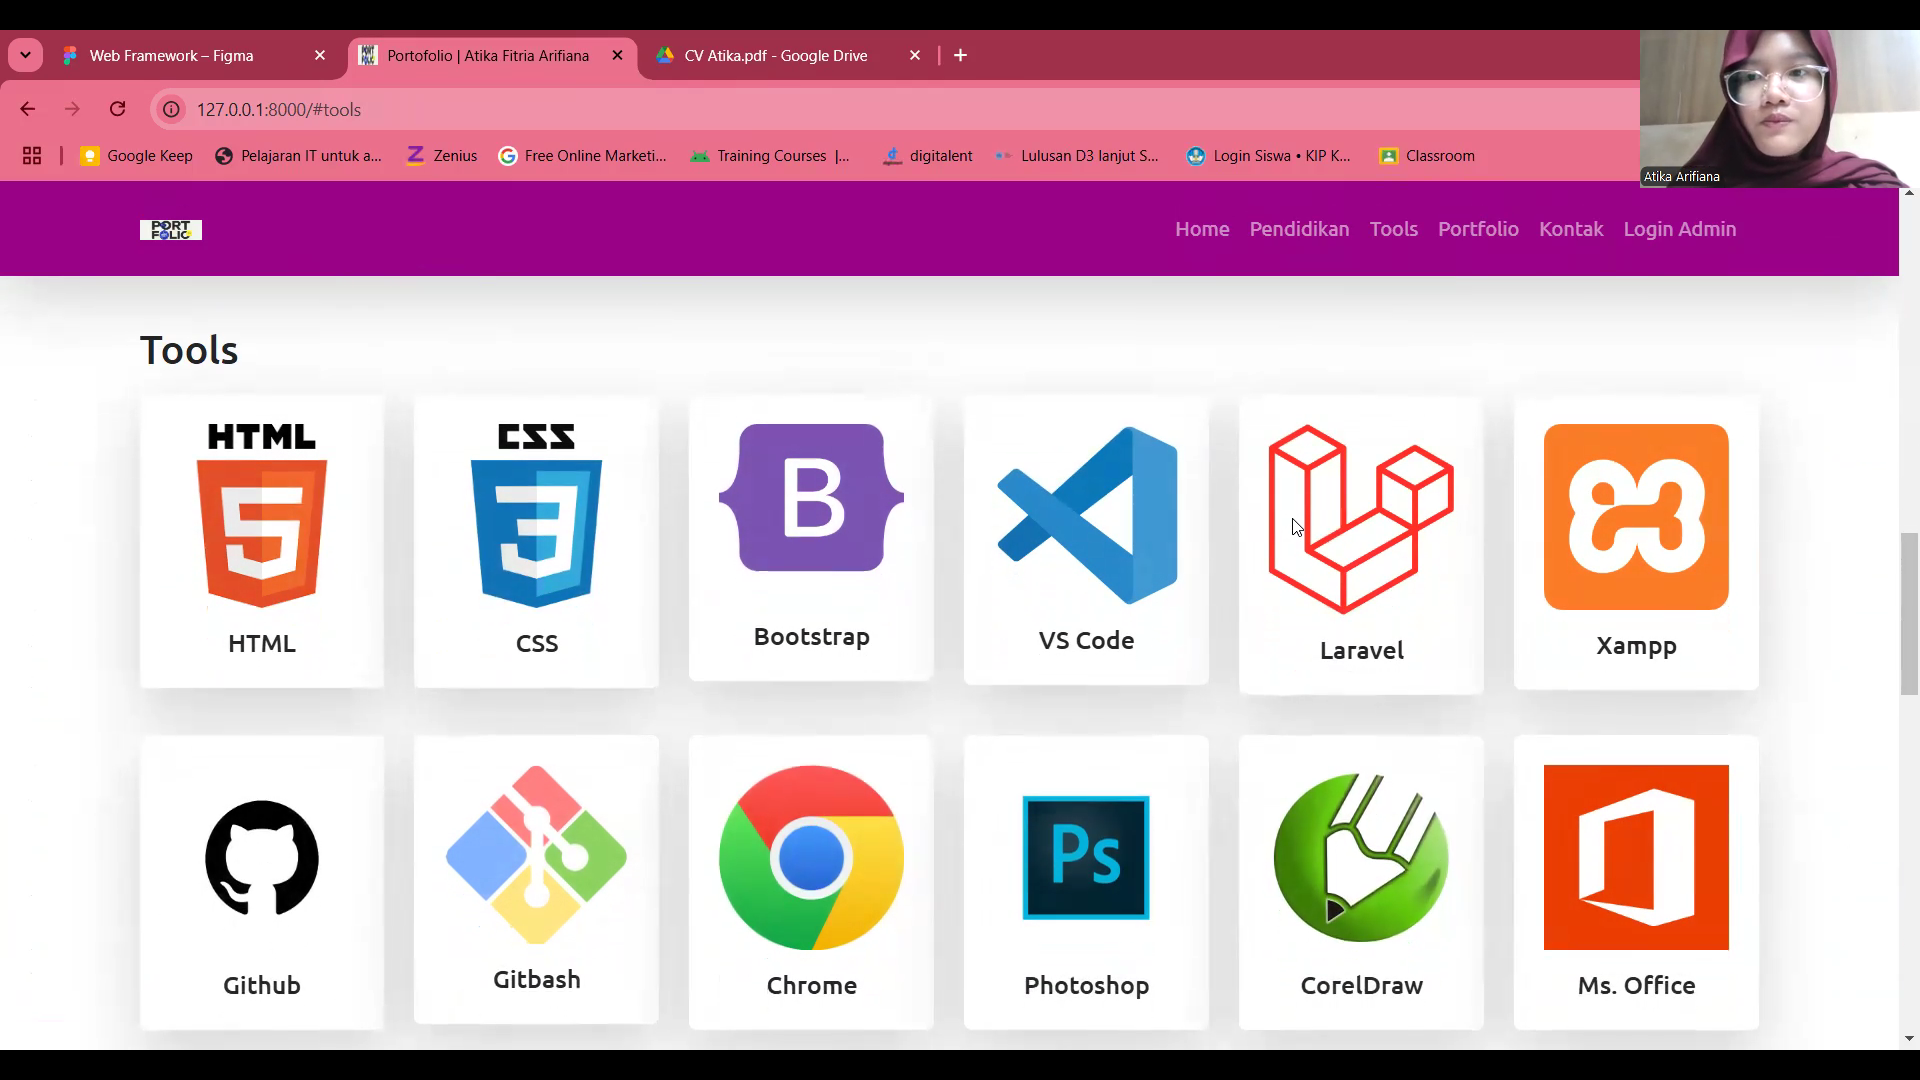 Web Framework – Figma
Portofolio | Atika Fitria Arifiana
CV Atika.pdf - Google Drive
127.0.0.1:8000/#tools
Google Keep
Pelajaran IT untuk a...
Zenius
Free Online Marketi...
Training Courses |...
digitalent
Lulusan D3 lanjut S...
Login Siswa • KIP K...
Classroom
Atika Arifiana
PORT
FOLIO
Home Pendidikan Tools Portfolio Kontak Login Admin
Tools
HTML
5
HTML
CSS
3
CSS
B
Bootstrap
VS Code
Laravel
Xampp
Github
Gitbash
Chrome
Ps
Photoshop
CorelDraw
Ms. Office